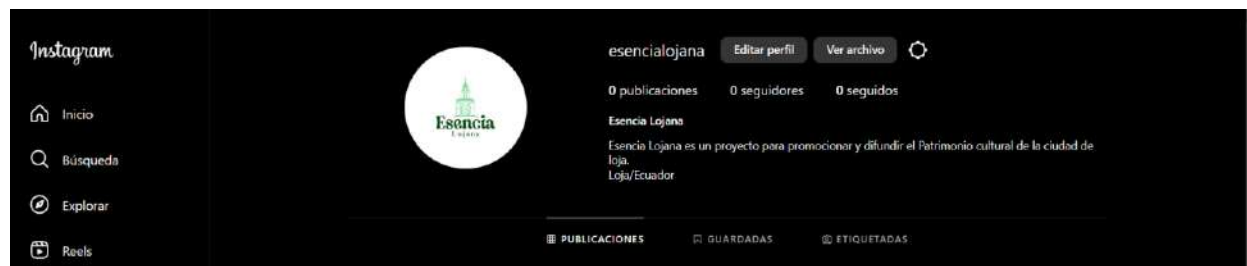 Instagram
Inicio
Búsqueda
Explorar
Reels
Esencia
Lojana
esencialojana Editar perfil Ver archivo
0 publicaciones 0 seguidores 0 seguidos
Esencia Lojana
Esencia Lojana es un proyecto para promocionar y difundir el Patrimonio cultural de la ciudad de
loja.
Loja/Ecuador
PUBLICACIONES GUARDADAS ETIQUETADAS